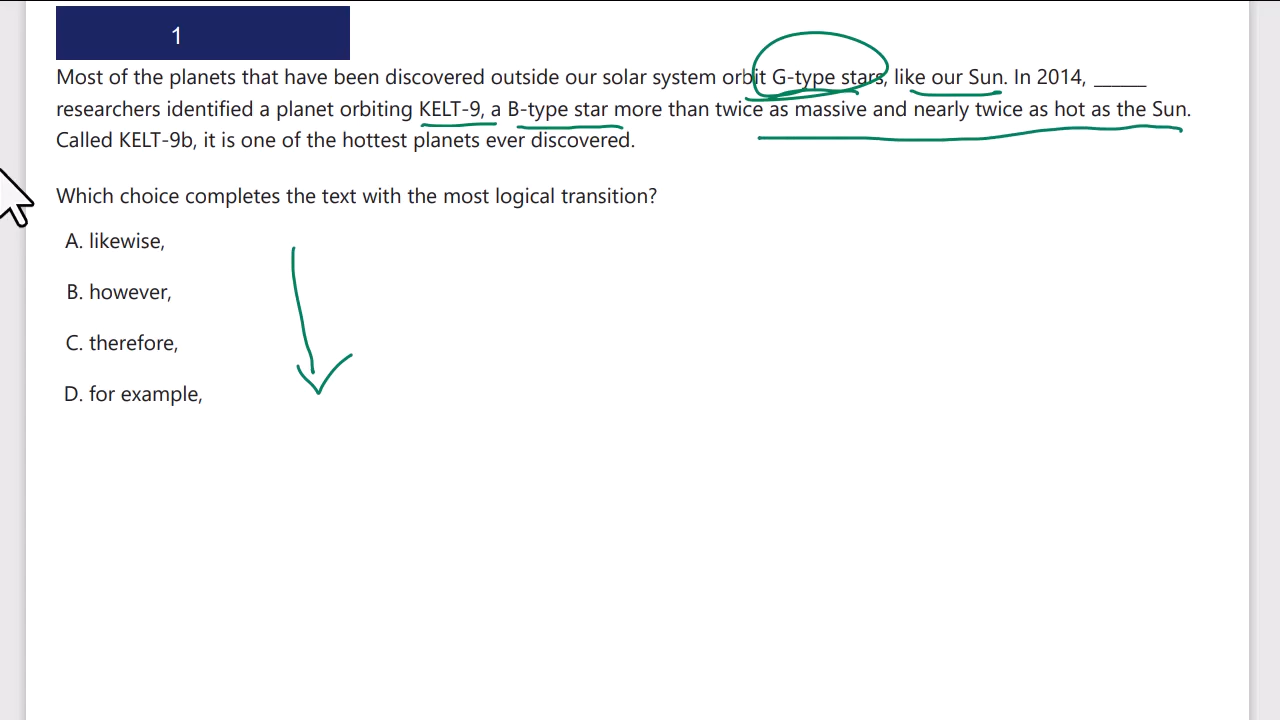 1
Most of the planets that have been discovered outside our solar system orbit G-type stars, like our Sun. In 2014, _____
researchers identified a planet orbiting KELT-9, a B-type star more than twice as massive and nearly twice as hot as the Sun.
Called KELT-9b, it is one of the hottest planets ever discovered.
Which choice completes the text with the most logical transition?
A. likewise,
B. however,
C. therefore,
D. for example,